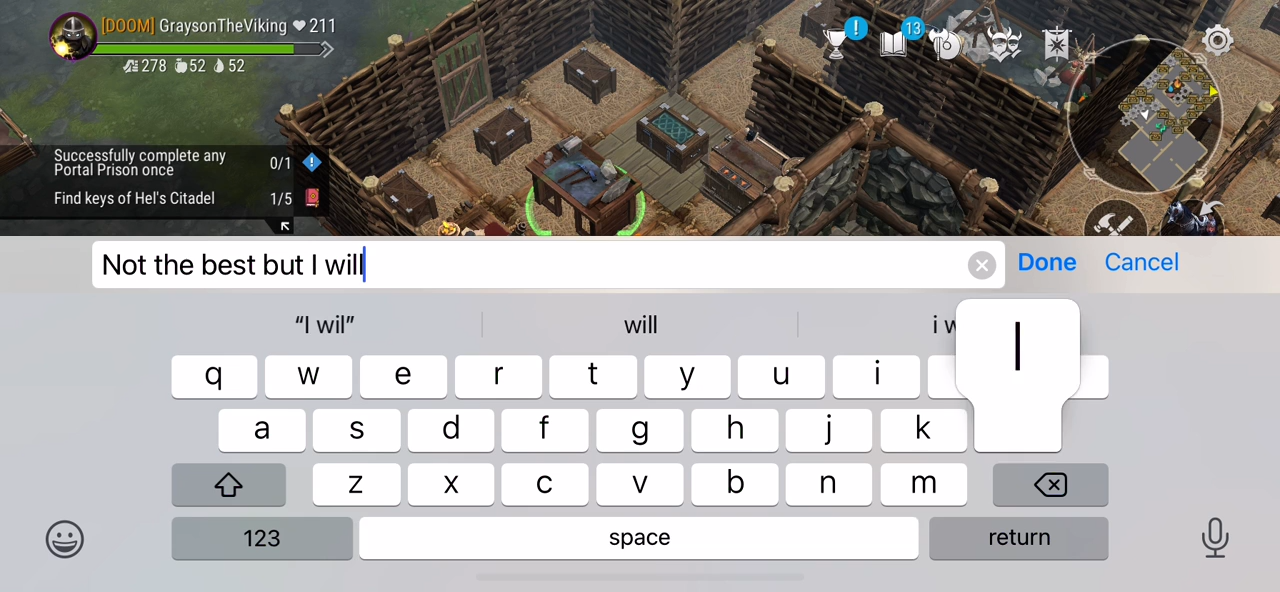 [DOOM] GraysonTheViking 211
278 52 52
! 13
Successfully complete any
Portal Prison once 0/1
Find keys of Hel's Citadel 1/5
Not the best but I will
Done Cancel
“I wil” will i w
q w e r t y u i
l
a s d f g h j k
z x c v b n m
123 space return